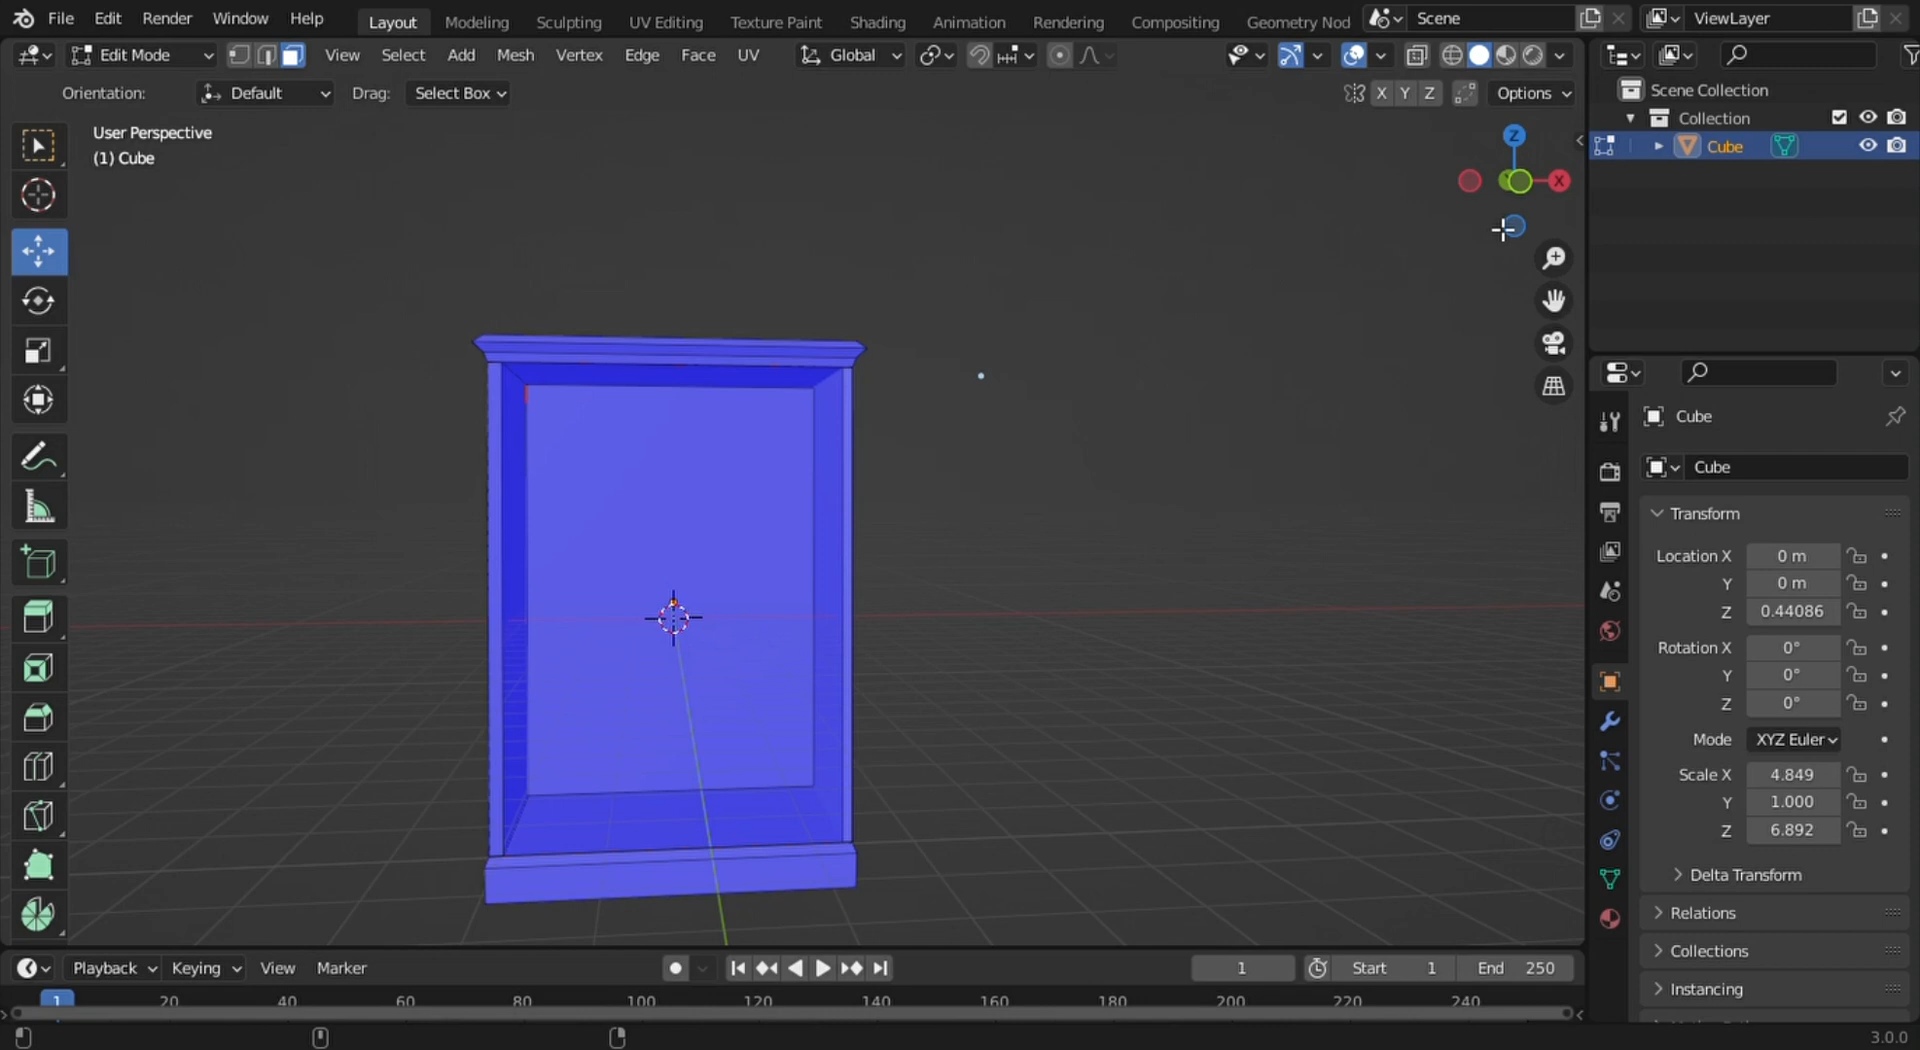 File Edit Render Window Help Layout Modeling Sculpting UV Editing Texture Paint Shading Animation Rendering Compositing Geometry Nod Scene ViewLayer
Edit Mode View Select Add Mesh Vertex Edge Face UV Global
Orientation: Default Drag: Select Box X Y Z Options
User Perspective
(1) Cube
Z
X
Scene Collection
Collection
Cube
Cube
Cube
Transform
Location X 0 m
Y 0 m
Z 0.44086
Rotation X 0°
Y 0°
Z 0°
Mode XYZ Euler
Scale X 4.849
Y 1.000
Z 6.892
Delta Transform
Relations
Collections
Instancing
Playback Keying View Marker 1 Start 1 End 250
1 20 40 60 80 100 120 140 160 180 200 220 240
3.0.0